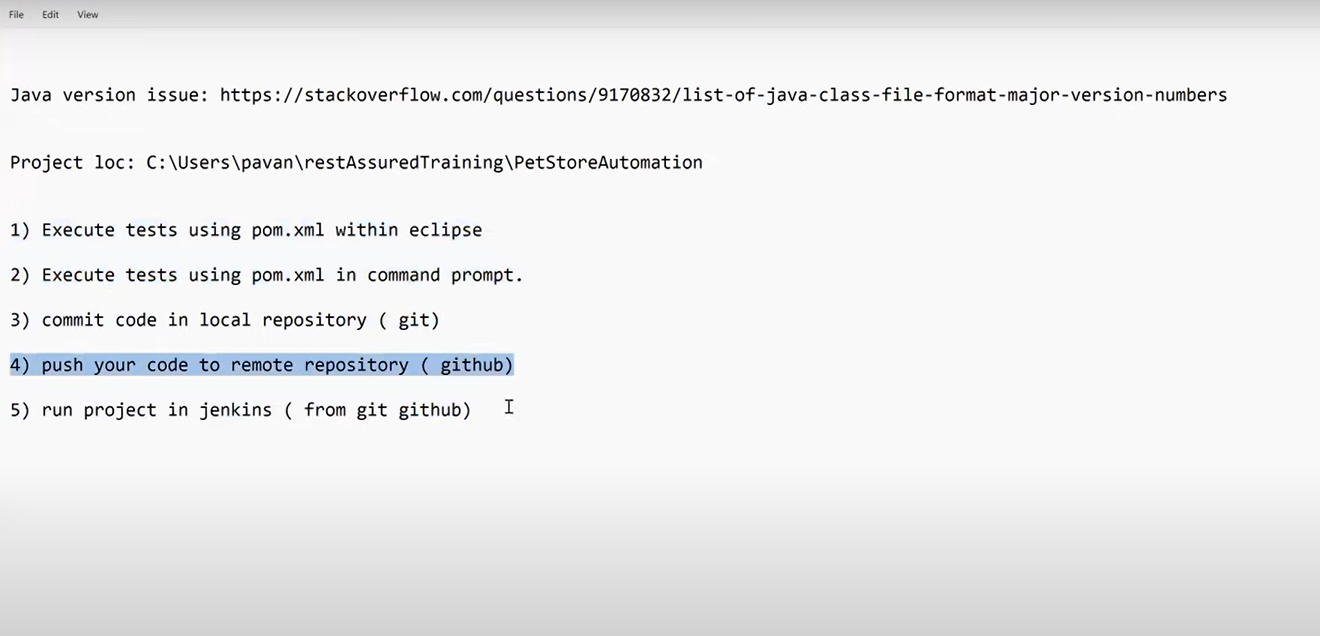 File Edit View
Java version issue: https://stackoverflow.com/questions/9170832/list-of-java-class-file-format-major-version-numbers
Project loc: C:\Users\pavan\restAssuredTraining\PetStoreAutomation
1) Execute tests using pom.xml within eclipse
2) Execute tests using pom.xml in command prompt.
3) commit code in local repository ( git)
4) push your code to remote repository ( github)
5) run project in jenkins ( from git github)